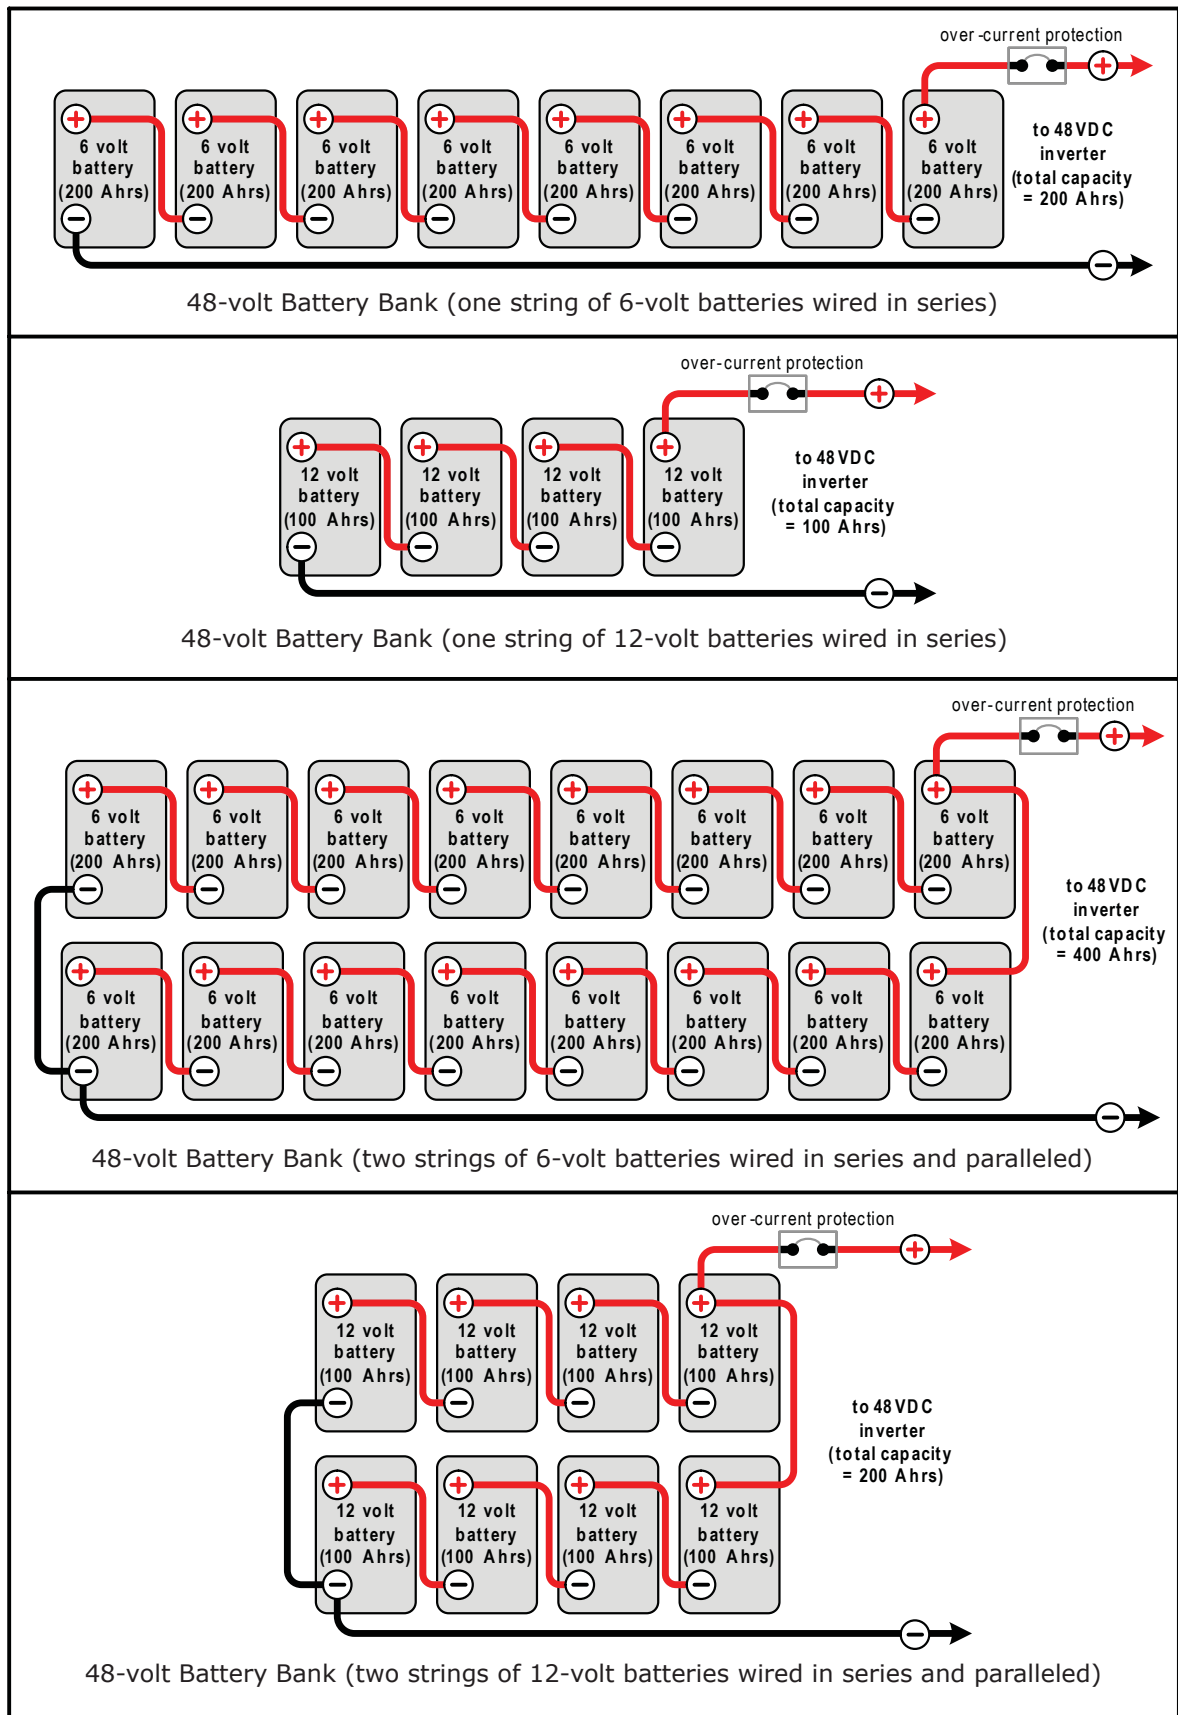 over-current protection
6 volt
battery
(200 Ahrs)
6 volt
battery
(200 Ahrs)
6 volt
battery
(200 Ahrs)
6 volt
battery
(200 Ahrs)
6 volt
battery
(200 Ahrs)
6 volt
battery
(200 Ahrs)
6 volt
battery
(200 Ahrs)
6 volt
battery
(200 Ahrs)
to 48VDC
inverter
(total capacity
= 200 Ahrs)
48-volt Battery Bank (one string of 6-volt batteries wired in series)
over-current protection
12 volt
battery
(100 Ahrs)
12 volt
battery
(100 Ahrs)
12 volt
battery
(100 Ahrs)
12 volt
battery
(100 Ahrs)
to 48VDC
inverter
(total capacity
= 100 Ahrs)
48-volt Battery Bank (one string of 12-volt batteries wired in series)
over-current protection
6 volt
battery
(200 Ahrs)
6 volt
battery
(200 Ahrs)
6 volt
battery
(200 Ahrs)
6 volt
battery
(200 Ahrs)
6 volt
battery
(200 Ahrs)
6 volt
battery
(200 Ahrs)
6 volt
battery
(200 Ahrs)
6 volt
battery
(200 Ahrs)
to 48VDC
inverter
(total capacity
= 400 Ahrs)
6 volt
battery
(200 Ahrs)
6 volt
battery
(200 Ahrs)
6 volt
battery
(200 Ahrs)
6 volt
battery
(200 Ahrs)
6 volt
battery
(200 Ahrs)
6 volt
battery
(200 Ahrs)
6 volt
battery
(200 Ahrs)
6 volt
battery
(200 Ahrs)
48-volt Battery Bank (two strings of 6-volt batteries wired in series and paralleled)
over-current protection
12 volt
battery
(100 Ahrs)
12 volt
battery
(100 Ahrs)
12 volt
battery
(100 Ahrs)
12 volt
battery
(100 Ahrs)
to 48VDC
inverter
(total capacity
= 200 Ahrs)
12 volt
battery
(100 Ahrs)
12 volt
battery
(100 Ahrs)
12 volt
battery
(100 Ahrs)
12 volt
battery
(100 Ahrs)
48-volt Battery Bank (two strings of 12-volt batteries wired in series and paralleled)